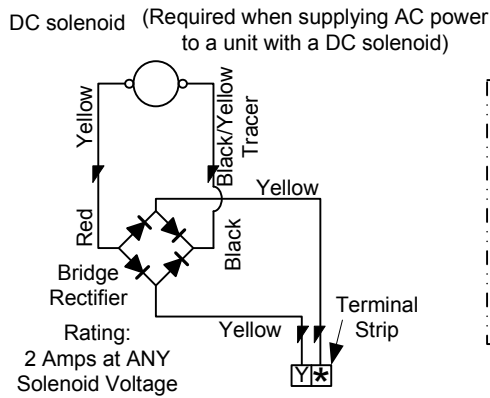 DC solenoid
(Required when supplying AC power
to a unit with a DC solenoid)
Yellow
Black/Yellow
Tracer
Yellow
Red
Black
Bridge
Rectifier
Rating:
2 Amps at ANY
Solenoid Voltage
Yellow
Terminal
Strip
Y *